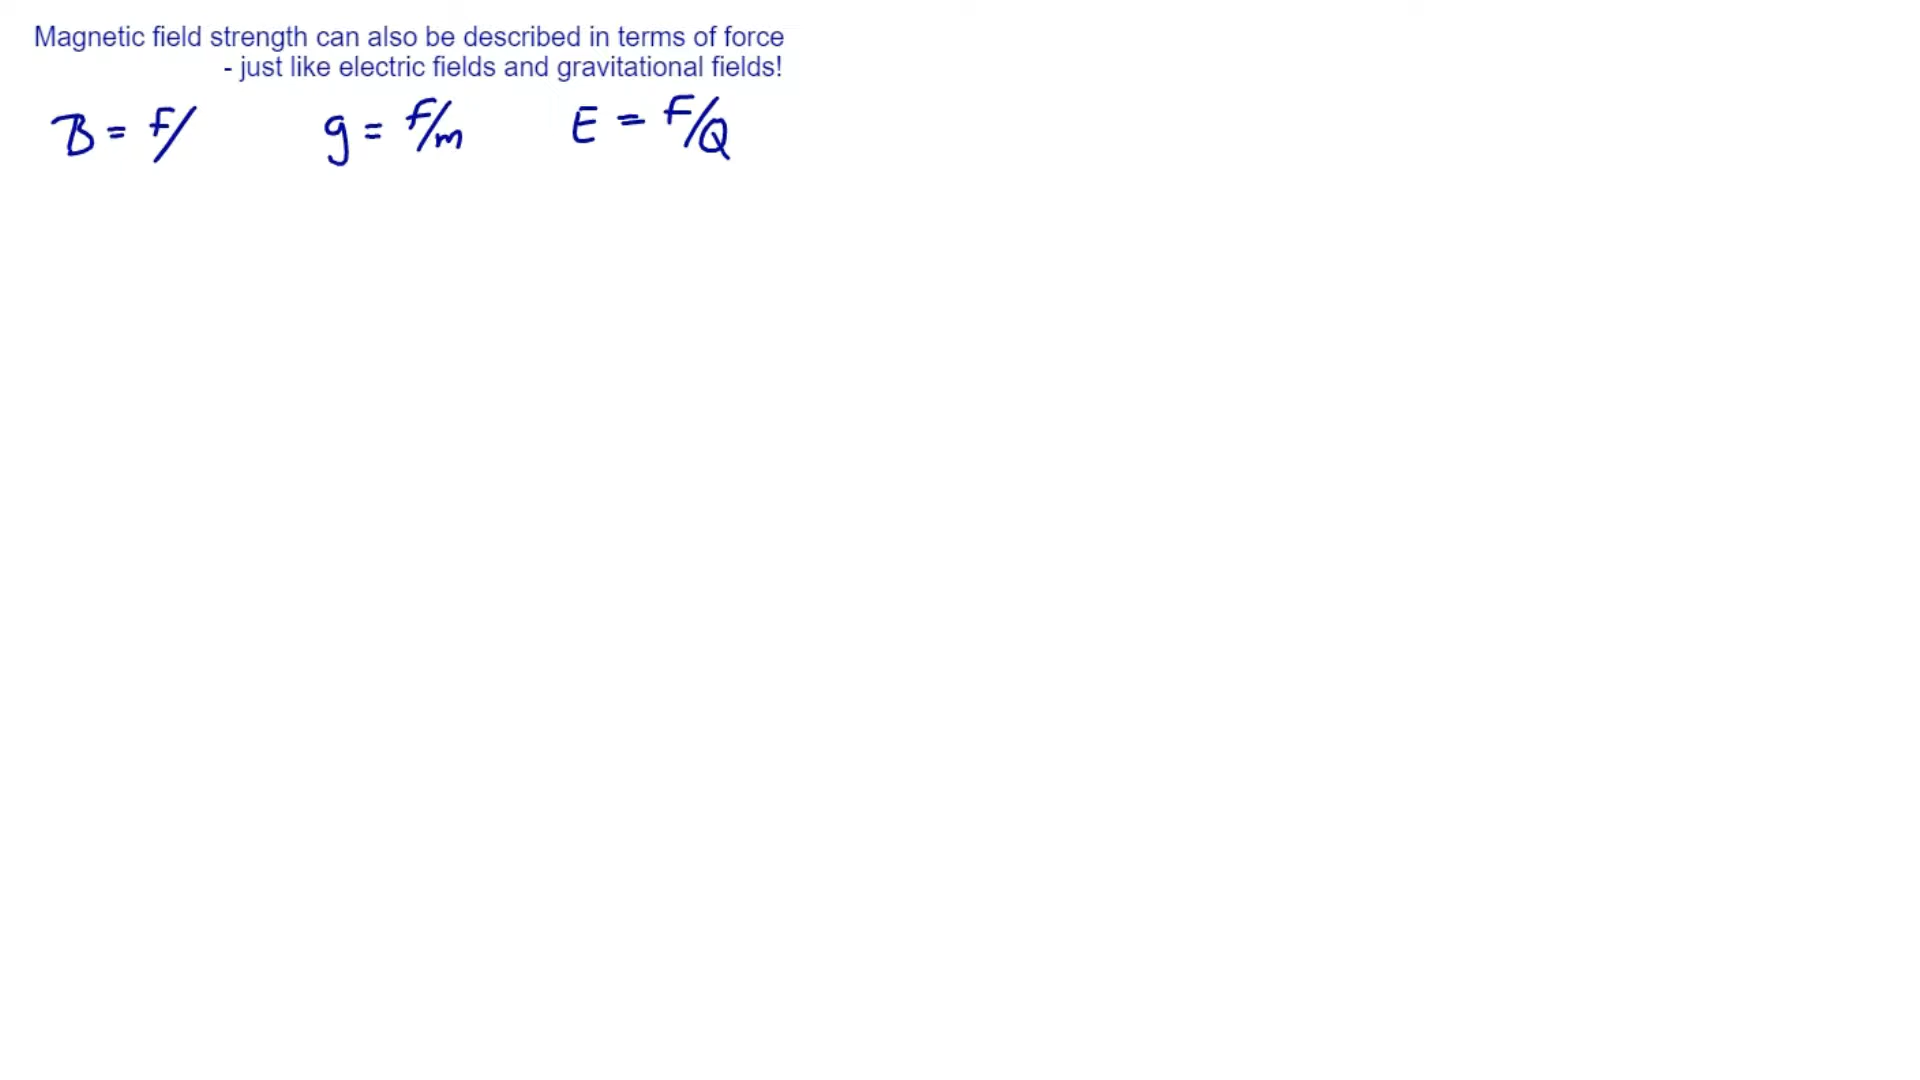 Magnetic field strength can also be described in terms of force
- just like electric fields and gravitational fields!
B = F/ g = F/m E = F/Q